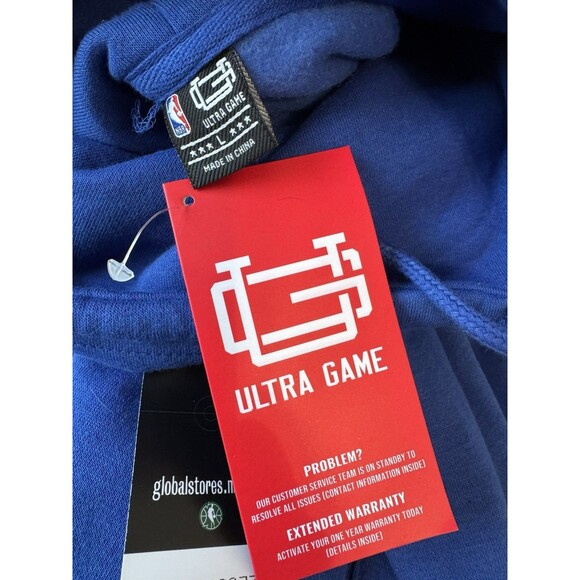 NBA
ULTRA GAME
★★★ L ★★★
MADE IN CHINA
ULTRA GAME
PROBLEM?
OUR CUSTOMER SERVICE TEAM IS ON STANDBY TO
RESOLVE ALL ISSUES (CONTACT INFORMATION INSIDE)
EXTENDED WARRANTY
ACTIVATE YOUR ONE YEAR WARRANTY TODAY
(DETAILS INSIDE)
globalstores.n